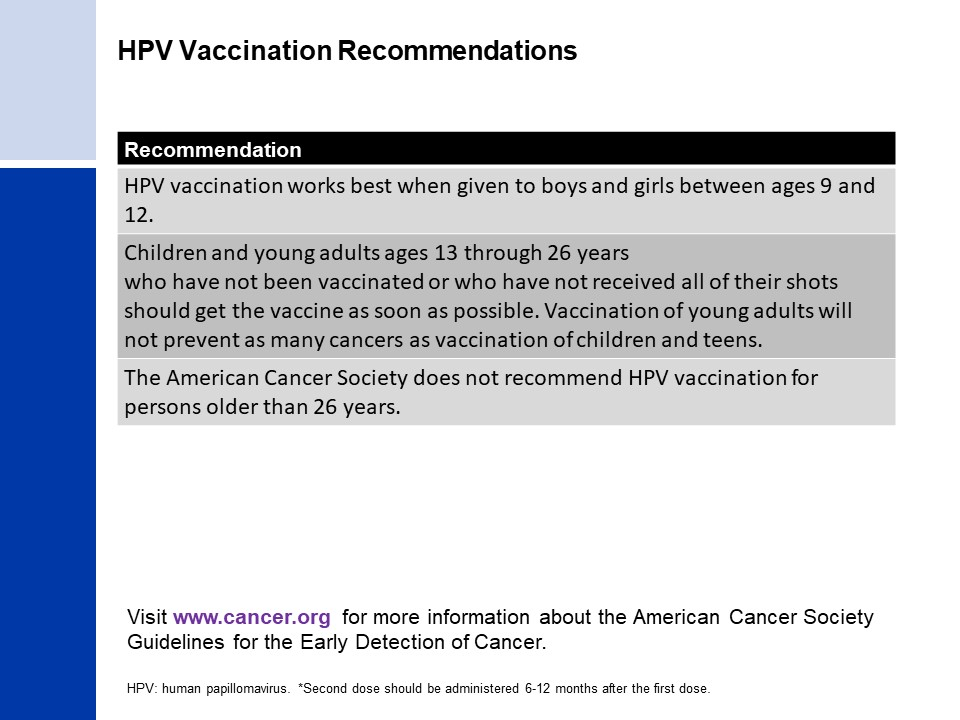 HPV Vaccination Recommendations
Recommendation
HPV vaccination works best when given to boys and girls between ages 9 and
12.
Children and young adults ages 13 through 26 years
who have not been vaccinated or who have not received all of their shots
should get the vaccine as soon as possible. Vaccination of young adults will
not prevent as many cancers as vaccination of children and teens.
The American Cancer Society does not recommend HPV vaccination for
persons older than 26 years.
Visit www.cancer.org for more information about the American Cancer Society
Guidelines for the Early Detection of Cancer.
HPV: human papillomavirus. *Second dose should be administered 6-12 months after the first dose.